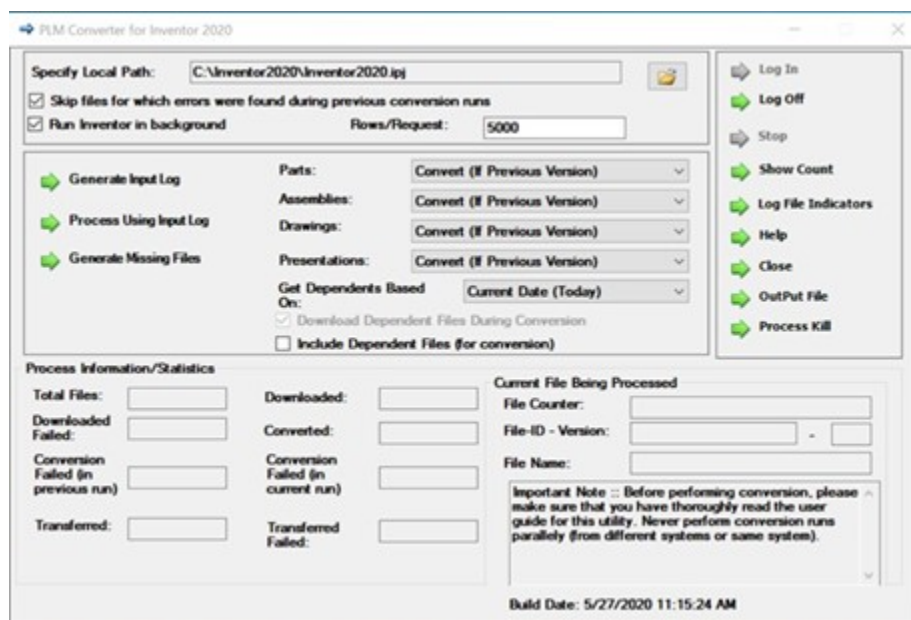 PLM Converter for Inventor 2020
Specify Local Path: C:\Inventor2020\Inventor2020.ipj
Skip files for which errors were found during previous conversion runs
Run Inventor in background Rows/Request: 5000
Log In
Log Off
Stop
Show Count
Log File Indicators
Help
Close
OutPut File
Process Kill
Generate Input Log
Process Using Input Log
Generate Missing Files
Parts: Convert (If Previous Version)
Assemblies: Convert (If Previous Version)
Drawings: Convert (If Previous Version)
Presentations: Convert (If Previous Version)
Get Dependents Based
On:
Current Date (Today)
Download Dependent Files During Conversion
Include Dependent Files (for conversion)
Process Information/Statistics
Total Files:
Downloaded:
Downloaded
Failed:
Converted:
Conversion
Failed (in
previous run)
Conversion
Failed (in
current run)
Transferred:
Transferred
Failed:
Current File Being Processed
File Counter:
File-ID - Version: -
File Name:
Important Note :: Before performing conversion, please
make sure that you have thoroughly read the user
guide for this utility. Never perform conversion runs
parallely (from different systems or same system).
Build Date: 5/27/2020 11:15:24 AM